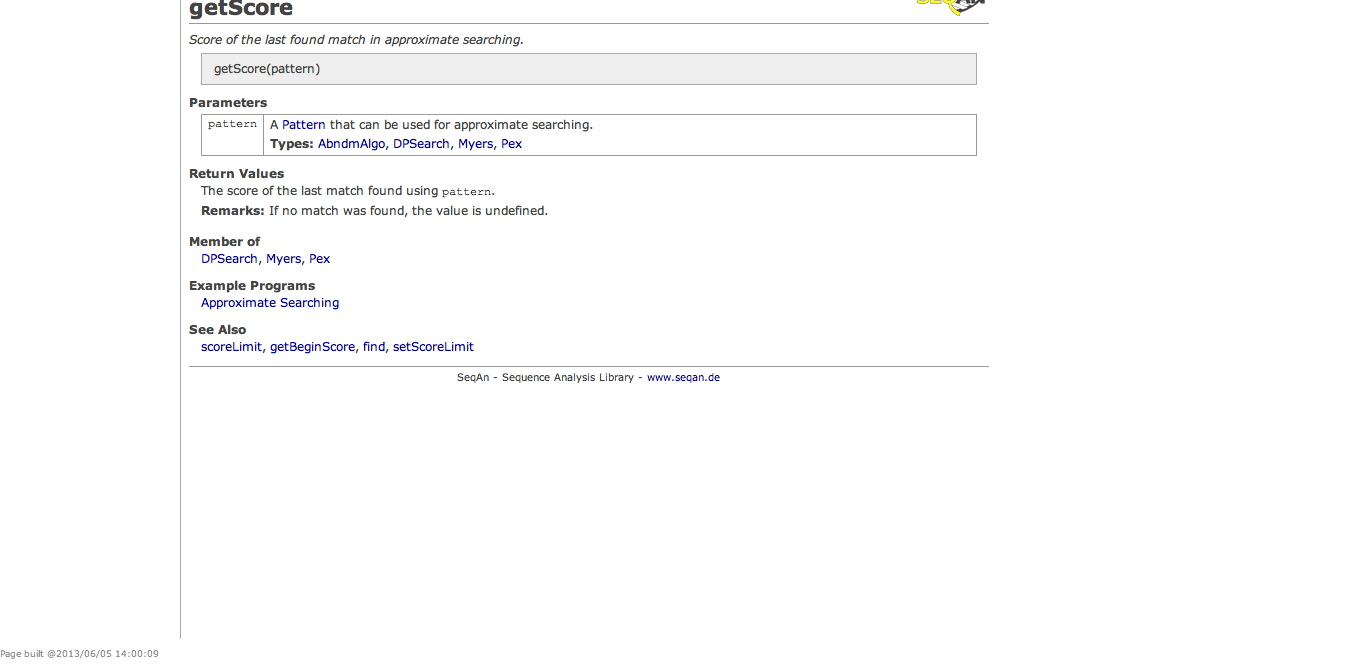 getScore
Score of the last found match in approximate searching.
getScore(pattern)
Parameters
pattern A Pattern that can be used for approximate searching.
Types: AbndmAlgo, DPSearch, Myers, Pex
Return Values
The score of the last match found using pattern.
Remarks: If no match was found, the value is undefined.
Member of
DPSearch, Myers, Pex
Example Programs
Approximate Searching
See Also
scoreLimit, getBeginScore, find, setScoreLimit
SeqAn - Sequence Analysis Library - www.seqan.de
Page built @2013/06/05 14:00:09